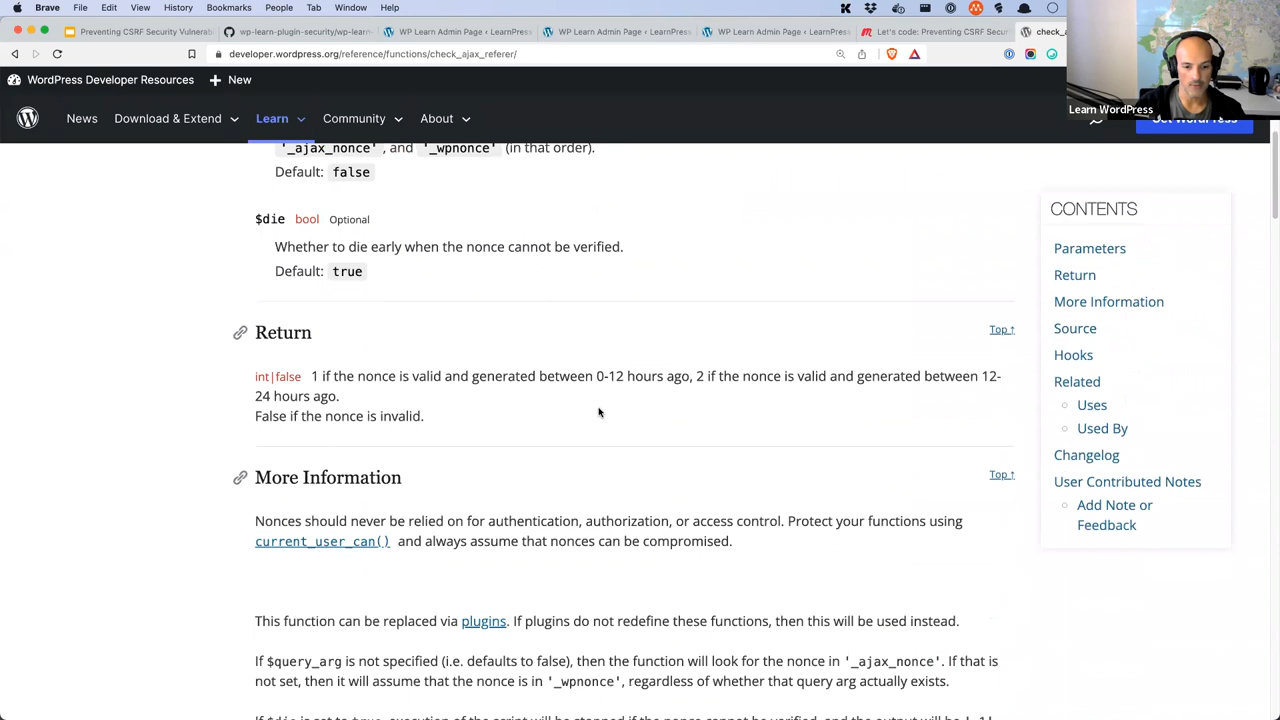 Brave File Edit View History Bookmarks People Tab Window Help
Preventing CSRF Security Vulnerab
wp-learn-plugin-security/wp-learn-
WP Learn Admin Page ‹ LearnPress
WP Learn Admin Page ‹ LearnPress
WP Learn Admin Page ‹ LearnPress
Let's code: Preventing CSRF Secur
check_a
developer.wordpress.org/reference/functions/check_ajax_referer/
WordPress Developer Resources + New
Learn WordPress
News Download & Extend Learn Community About
'_ajax_nonce', and '_wpnonce' (in that order).
Default: false
$die bool Optional
Whether to die early when the nonce cannot be verified.
Default: true
Return Top ↑
int|false 1 if the nonce is valid and generated between 0-12 hours ago, 2 if the nonce is valid and generated between 12-
24 hours ago.
False if the nonce is invalid.
More Information Top ↑
Nonces should never be relied on for authentication, authorization, or access control. Protect your functions using
current_user_can() and always assume that nonces can be compromised.
This function can be replaced via plugins. If plugins do not redefine these functions, then this will be used instead.
If $query_arg is not specified (i.e. defaults to false), then the function will look for the nonce in '_ajax_nonce'. If that is
not set, then it will assume that the nonce is in '_wpnonce', regardless of whether that query arg actually exists.
CONTENTS
Parameters
Return
More Information
Source
Hooks
Related
Uses
Used By
Changelog
User Contributed Notes
Add Note or
Feedback